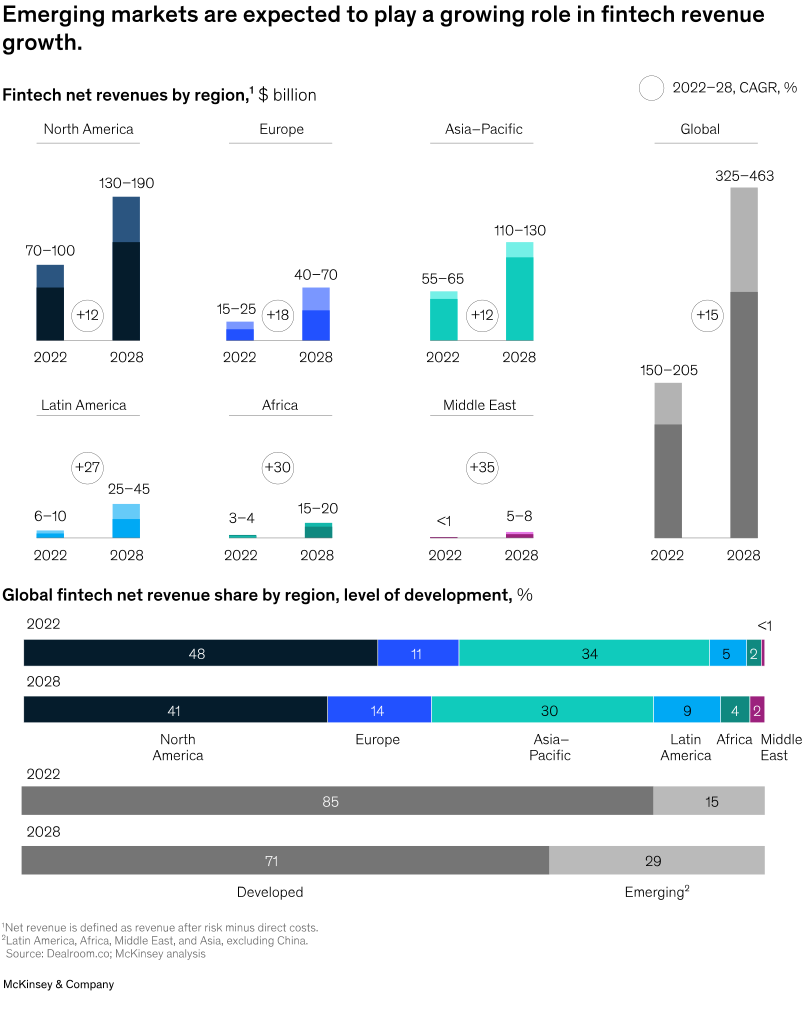 Emerging markets are expected to play a growing role in fintech revenue
growth.
Fintech net revenues by region,¹ $ billion
2022–28, CAGR, %
North America
130–190
70–100
+12
2022 2028
Europe
40–70
15–25
+18
2022 2028
Asia–Pacific
110–130
55–65
+12
2022 2028
Global
325–463
150–205
+15
2022 2028
Latin America
+27
25–45
6–10
2022 2028
Africa
+30
15–20
3–4
2022 2028
Middle East
+35
5–8
<1
2022 2028
Global fintech net revenue share by region, level of development, %
2022
<1
48 11 34 5 2
2028
41 14 30 9 4 2
North
America
Europe
Asia–
Pacific
Latin
America
Africa
Middle
East
2022
85 15
2028
71 29
Developed Emerging²
¹Net revenue is defined as revenue after risk minus direct costs.
²Latin America, Africa, Middle East, and Asia, excluding China.
Source: Dealroom.co; McKinsey analysis
McKinsey & Company